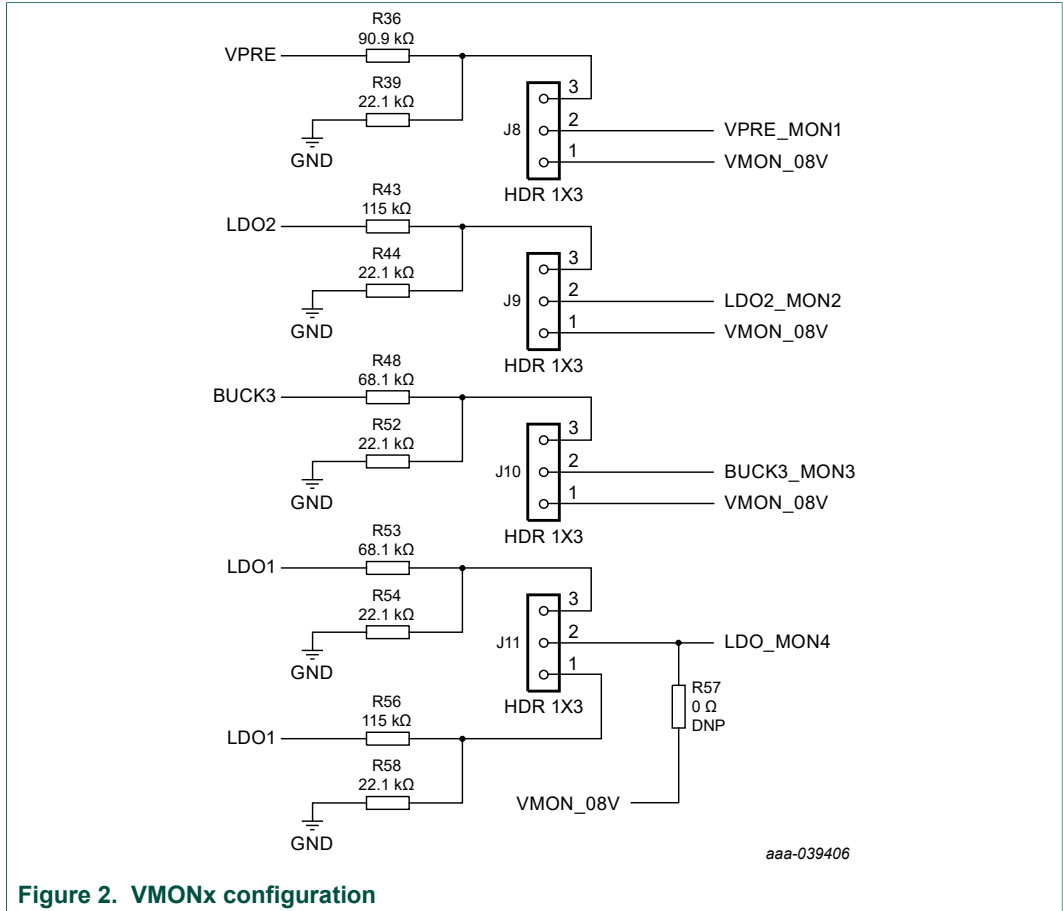 R36
90.9 kΩ
VPRE
R39
22.1 kΩ
GND
J8
3
2
1
VPRE_MON1
VMON_08V
HDR 1X3
R43
115 kΩ
LDO2
R44
22.1 kΩ
GND
J9
3
2
1
LDO2_MON2
VMON_08V
HDR 1X3
R48
68.1 kΩ
BUCK3
R52
22.1 kΩ
GND
J10
3
2
1
BUCK3_MON3
VMON_08V
HDR 1X3
R53
68.1 kΩ
LDO1
R54
22.1 kΩ
GND
J11
3
2
1
LDO_MON4
HDR 1X3
R57
0 Ω
DNP
R56
115 kΩ
LDO1
R58
22.1 kΩ
GND
VMON_08V
aaa-039406
Figure 2. VMONx configuration